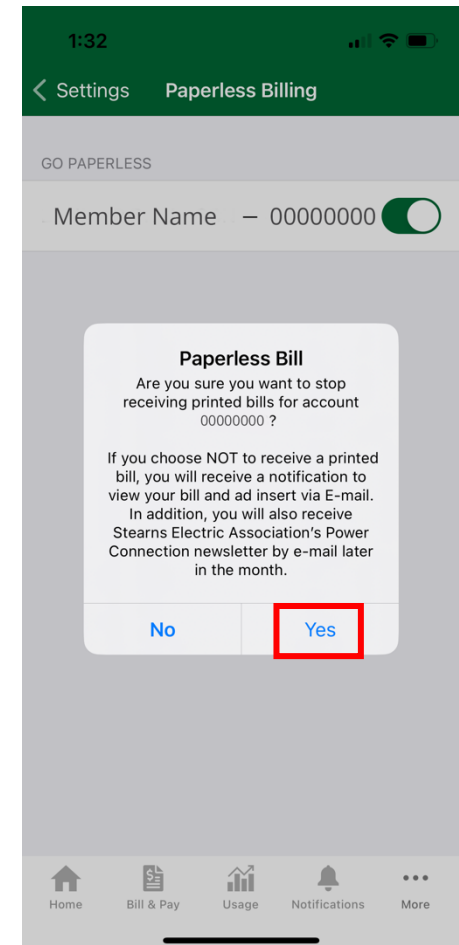 1:32
Settings Paperless Billing
GO PAPERLESS
Member Name – 00000000
Paperless Bill
Are you sure you want to stop
receiving printed bills for account
00000000 ?
If you choose NOT to receive a printed
bill, you will receive a notification to
view your bill and ad insert via E-mail.
In addition, you will also receive
Stearns Electric Association's Power
Connection newsletter by e-mail later
in the month.
No Yes
Home Bill & Pay Usage Notifications More